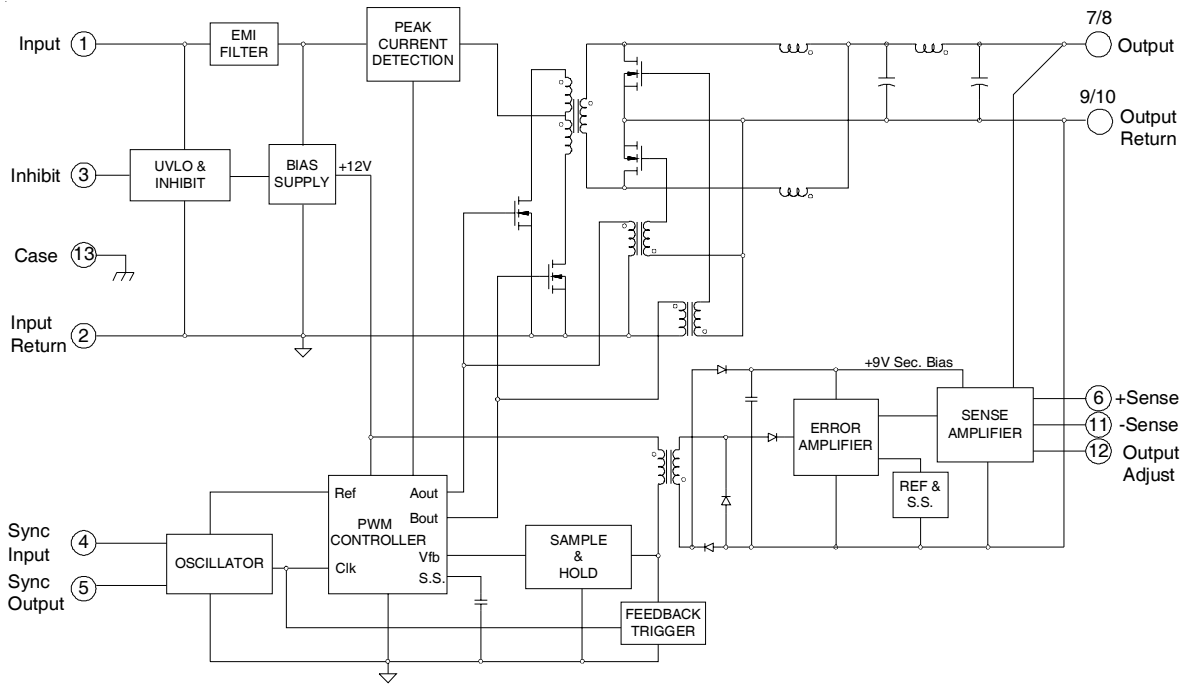 7/8
Output
Input
1
EMI
FILTER
PEAK
CURRENT
DETECTION
9/10
Output
Return
Inhibit
3
UVLO &
INHIBIT
BIAS
SUPPLY
+12V
Case
13
Input
Return
2
+9V Sec. Bias
6
+Sense
11
-Sense
12
Output
Adjust
ERROR
AMPLIFIER
SENSE
AMPLIFIER
REF &
S.S.
Ref
Aout
Bout
PWM
CONTROLLER
Vfb
Clk
S.S.
SAMPLE
&
HOLD
Sync
Input
4
OSCILLATOR
Sync
Output
5
FEEDBACK
TRIGGER